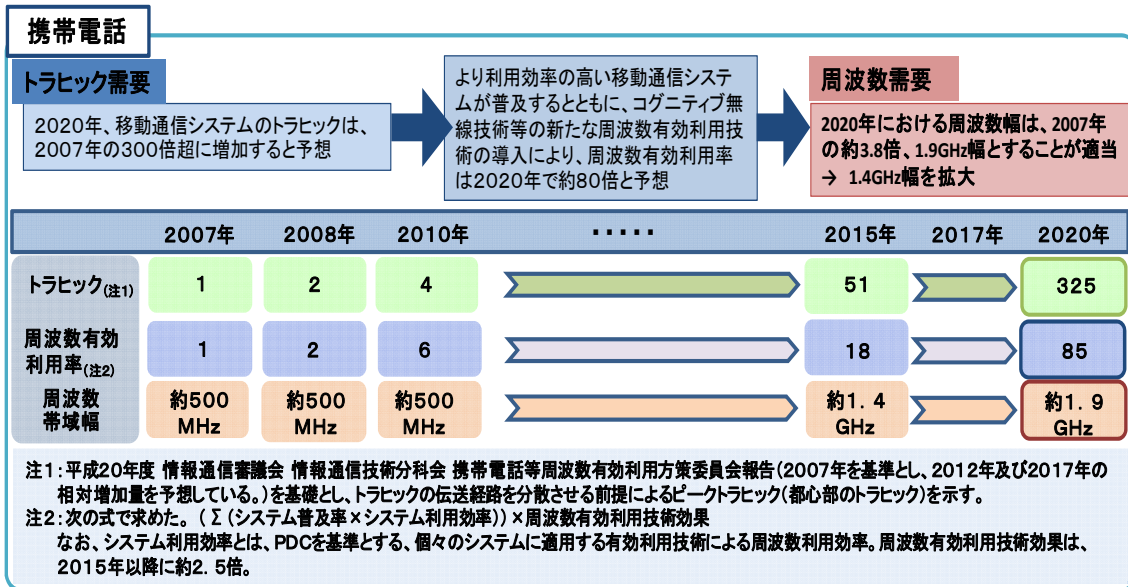 携帯電話
トラヒック需要
2020年、移動通信システムのトラヒックは、
2007年の300倍超に増加すると予想
より利用効率の高い移動通信システ
ムが普及するとともに、コグニティブ無
線技術等の新たな周波数有効利用技
術の導入により、周波数有効利用率
は2020年で約80倍と予想
周波数需要
2020年における周波数幅は、2007年
の約3.8倍、1.9GHz幅とすることが適当
→ 1.4GHz幅を拡大
2007年 2008年 2010年 ・・・・・ 2015年 2017年 2020年
トラヒック(注1) 1 2 4 51 325
周波数有効
利用率(注2) 1 2 6 18 85
周波数
帯域幅
約500
MHz
約500
MHz
約500
MHz
約1.4
GHz
約1.9
GHz
注1:平成20年度 情報通信審議会 情報通信技術分科会 携帯電話等周波数有効利用方策委員会報告(2007年を基準とし、2012年及び2017年の
相対増加量を予想している。)を基礎とし、トラヒックの伝送経路を分散させる前提によるピークトラヒック(都心部のトラヒック)を示す。
注2:次の式で求めた。 (Σ(システム普及率×システム利用効率))×周波数有効利用技術効果
なお、システム利用効率とは、PDCを基準とする、個々のシステムに適用する有効利用技術による周波数利用効率。周波数有効利用技術効果は、
2015年以降に約2.5倍。